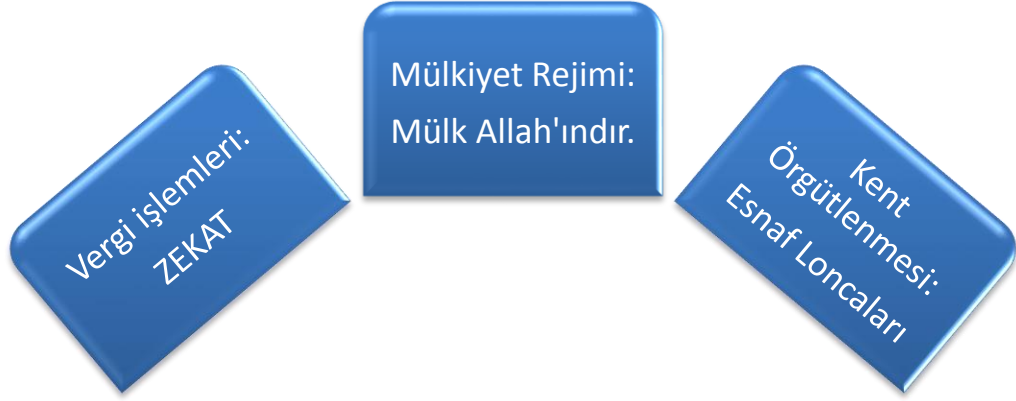 Vergi işlemleri:
ZEKAT
Mülkiyet Rejimi:
Mülk Allah'ındır.
Kent
Örgütlenmesi:
Esnaf Loncaları